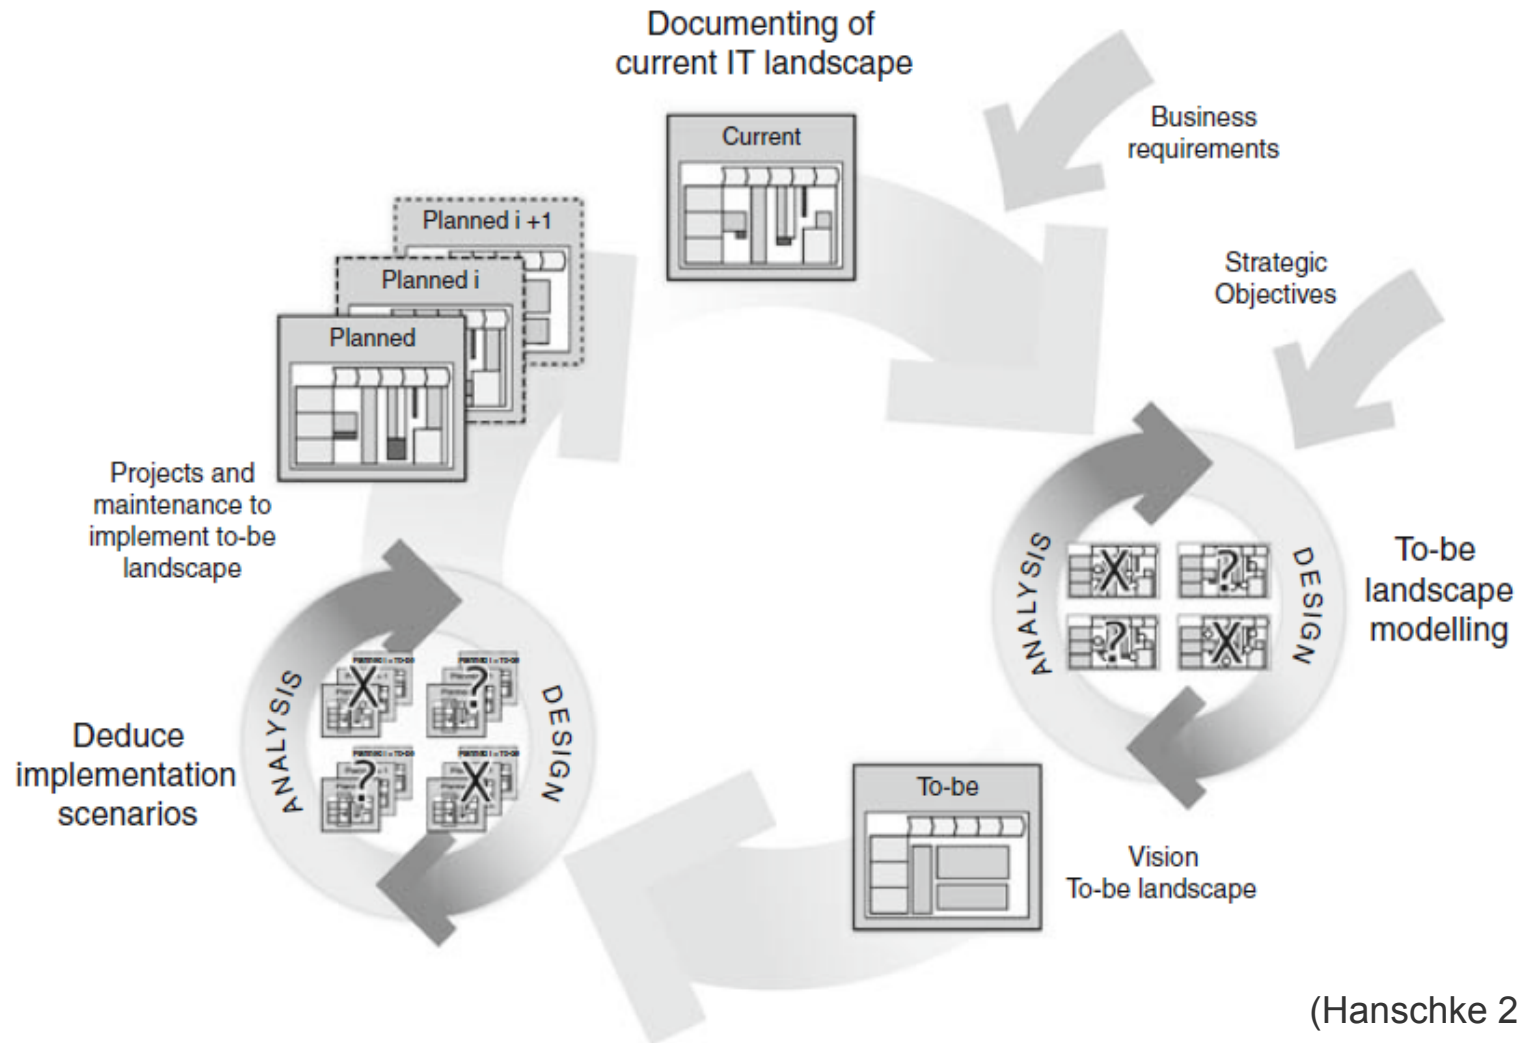 Documenting of
current IT landscape
Current
Business
requirements
Strategic
Objectives
Planned i +1
Planned i
Planned
Projects and
maintenance to
implement to-be
landscape
ANALYSIS
DESIGN
X
?
?
X
To-be
landscape
modelling
To-be
Vision
To-be landscape
Deduce
implementation
scenarios
ANALYSIS
DESIGN
X
?
?
X
(Hanschke 2